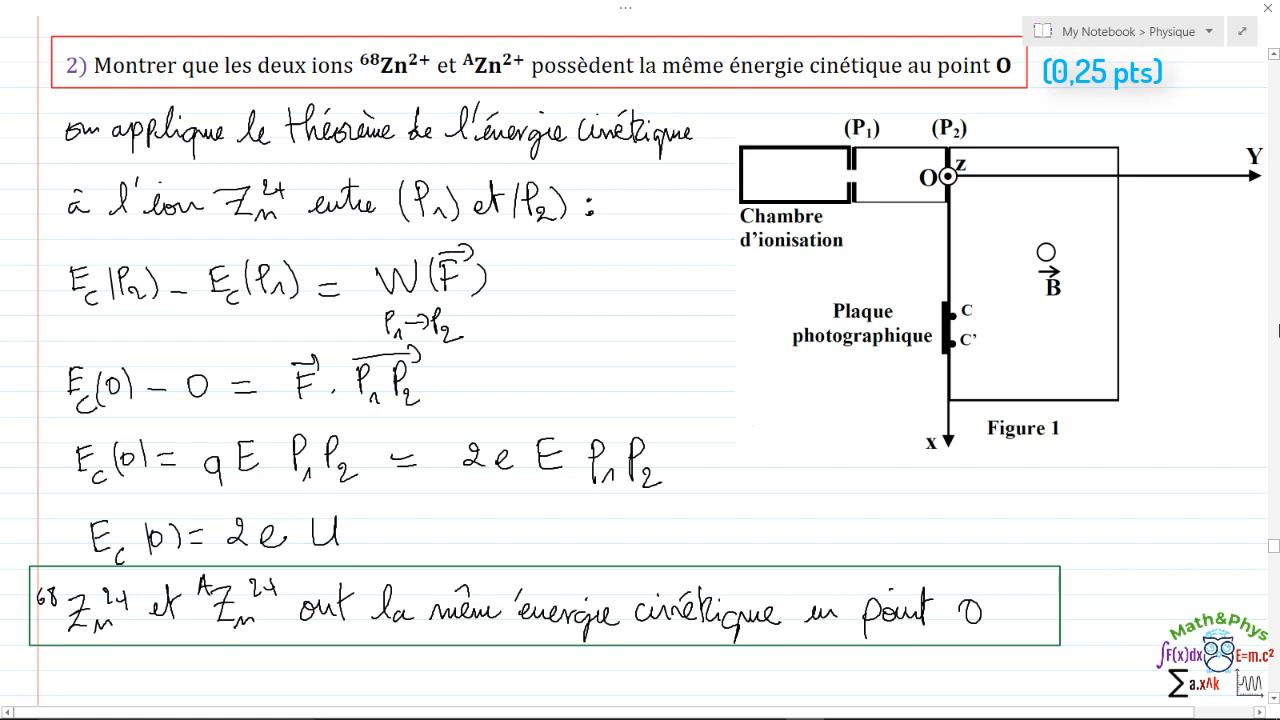 My Notebook > Physique
2) Montrer que les deux ions ⁶⁸Zn²⁺ et ᴬZn²⁺ possèdent la même énergie cinétique au point O
(0,25 pts)
on applique le théorème de l'énergie cinétique
à l'ion Zn²⁺ entre (P₁) et (P₂) :
Ec(P₂) - Ec(P₁) = W(F⃗)
P₁→P₂
Ec(0) - 0 = F⃗ . P₁P₂⃗
Ec(0) = q E P₁P₂ = 2e E P₁P₂
Ec(0) = 2e U
⁶⁸Zn²⁺ et ᴬZn²⁺ ont la même énergie cinétique en point O
(P₁)
(P₂)
Y
O
z
Chambre
d'ionisation
B⃗
Plaque
photographique
C
C'
x
Figure 1
Math&Phys
∫F(x)dx
E=m.c²
∑ a.x^k